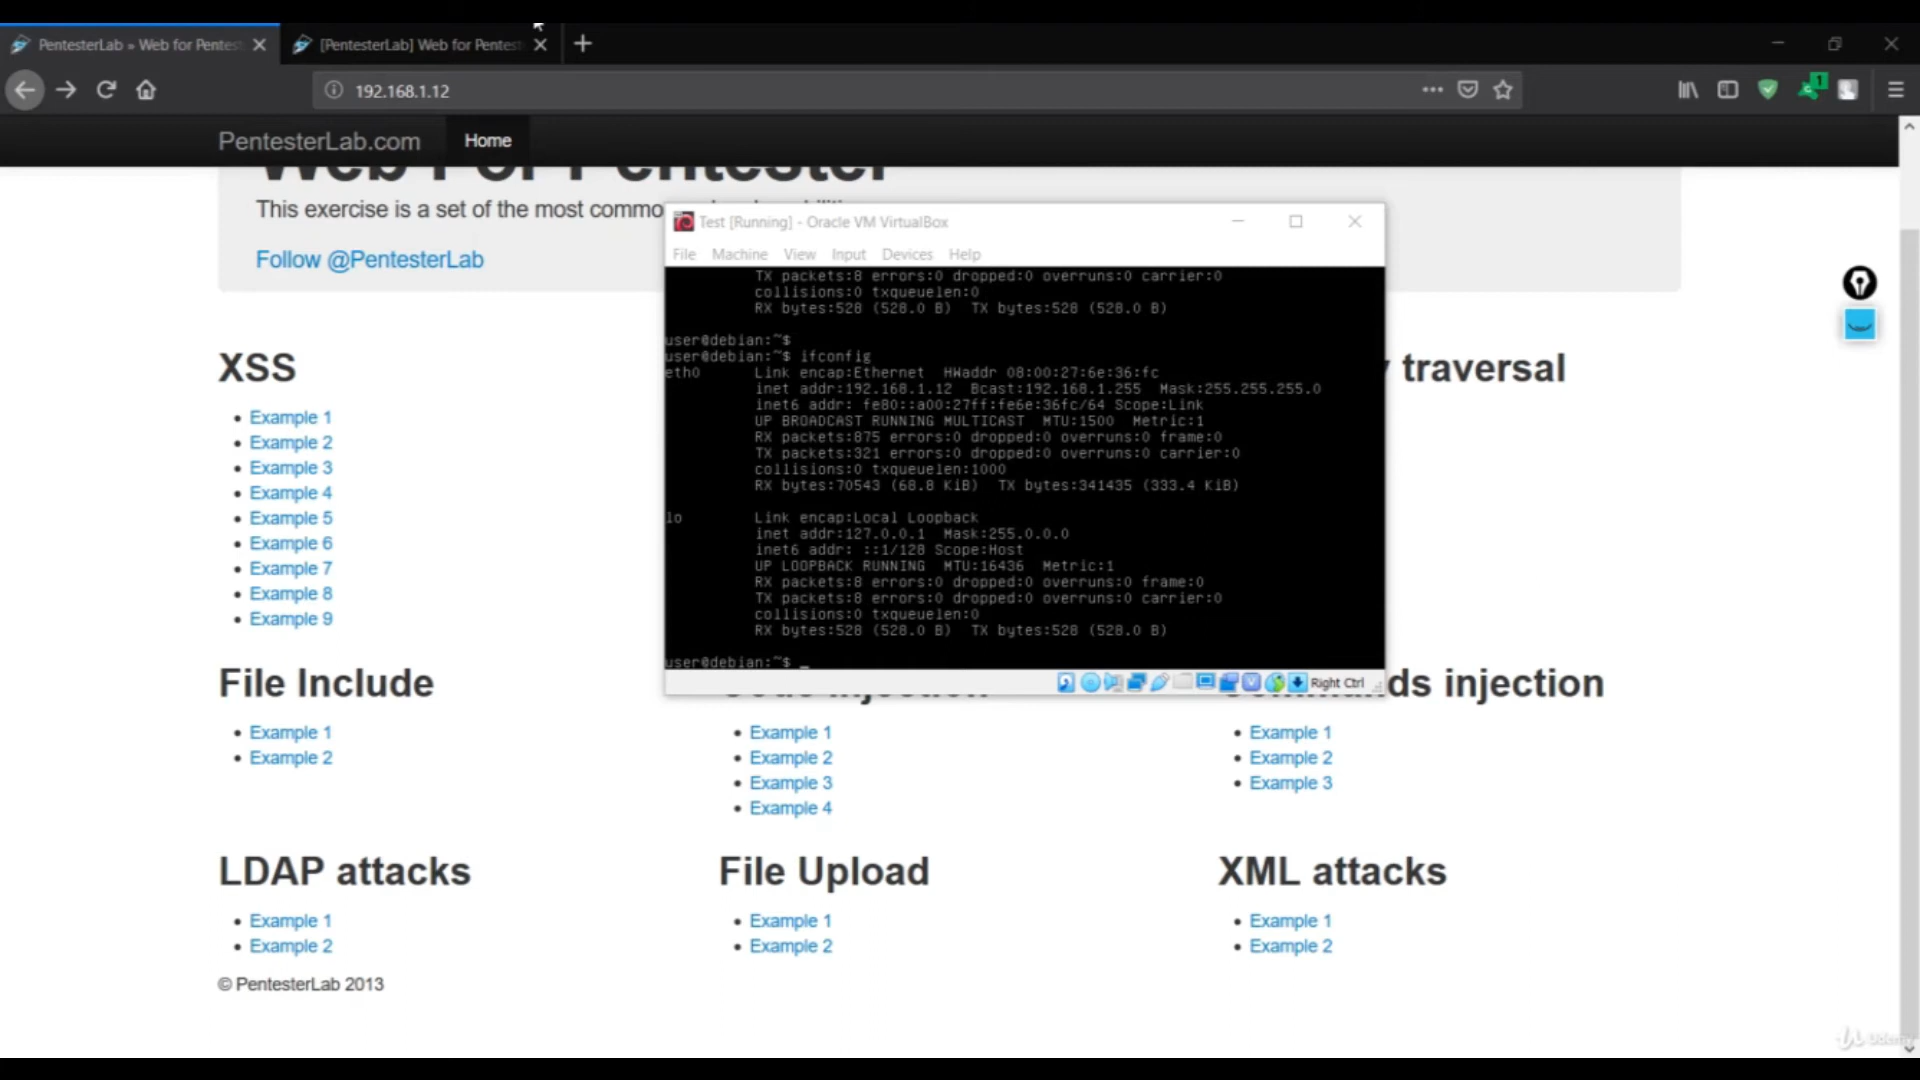 PentesterLab » Web for Pentest
[PentesterLab] Web for Pentest
192.168.1.12
1
PentesterLab.com
Home
Web For Pentester
This exercise is a set of the most commo
Follow @PentesterLab
Test [Running] - Oracle VM VirtualBox
File Machine View Input Devices Help
TX packets:8 errors:0 dropped:0 overruns:0 carrier:0
collisions:0 txqueuelen:0
RX bytes:528 (528.0 B)  TX bytes:528 (528.0 B)
user@debian:~$
user@debian:~$ ifconfig
eth0 Link encap:Ethernet  HWaddr 08:00:27:6e:36:fc
inet addr:192.168.1.12  Bcast:192.168.1.255  Mask:255.255.255.0
inet6 addr: fe80::a00:27ff:fe6e:36fc/64 Scope:Link
UP BROADCAST RUNNING MULTICAST  MTU:1500  Metric:1
RX packets:875 errors:0 dropped:0 overruns:0 frame:0
TX packets:321 errors:0 dropped:0 overruns:0 carrier:0
collisions:0 txqueuelen:1000
RX bytes:70543 (68.8 KiB)  TX bytes:341435 (333.4 KiB)
lo Link encap:Local Loopback
inet addr:127.0.0.1  Mask:255.0.0.0
inet6 addr: ::1/128 Scope:Host
UP LOOPBACK RUNNING  MTU:16436  Metric:1
RX packets:8 errors:0 dropped:0 overruns:0 frame:0
TX packets:8 errors:0 dropped:0 overruns:0 carrier:0
collisions:0 txqueuelen:0
RX bytes:528 (528.0 B)  TX bytes:528 (528.0 B)
user@debian:~$ _
Right Ctrl
XSS
Example 1
Example 2
Example 3
Example 4
Example 5
Example 6
Example 7
Example 8
Example 9
traversal
File Include
Example 1
Example 2
Code injection
Example 1
Example 2
Example 3
Example 4
Commands injection
Example 1
Example 2
Example 3
LDAP attacks
Example 1
Example 2
File Upload
Example 1
Example 2
XML attacks
Example 1
Example 2
© PentesterLab 2013
Udemy